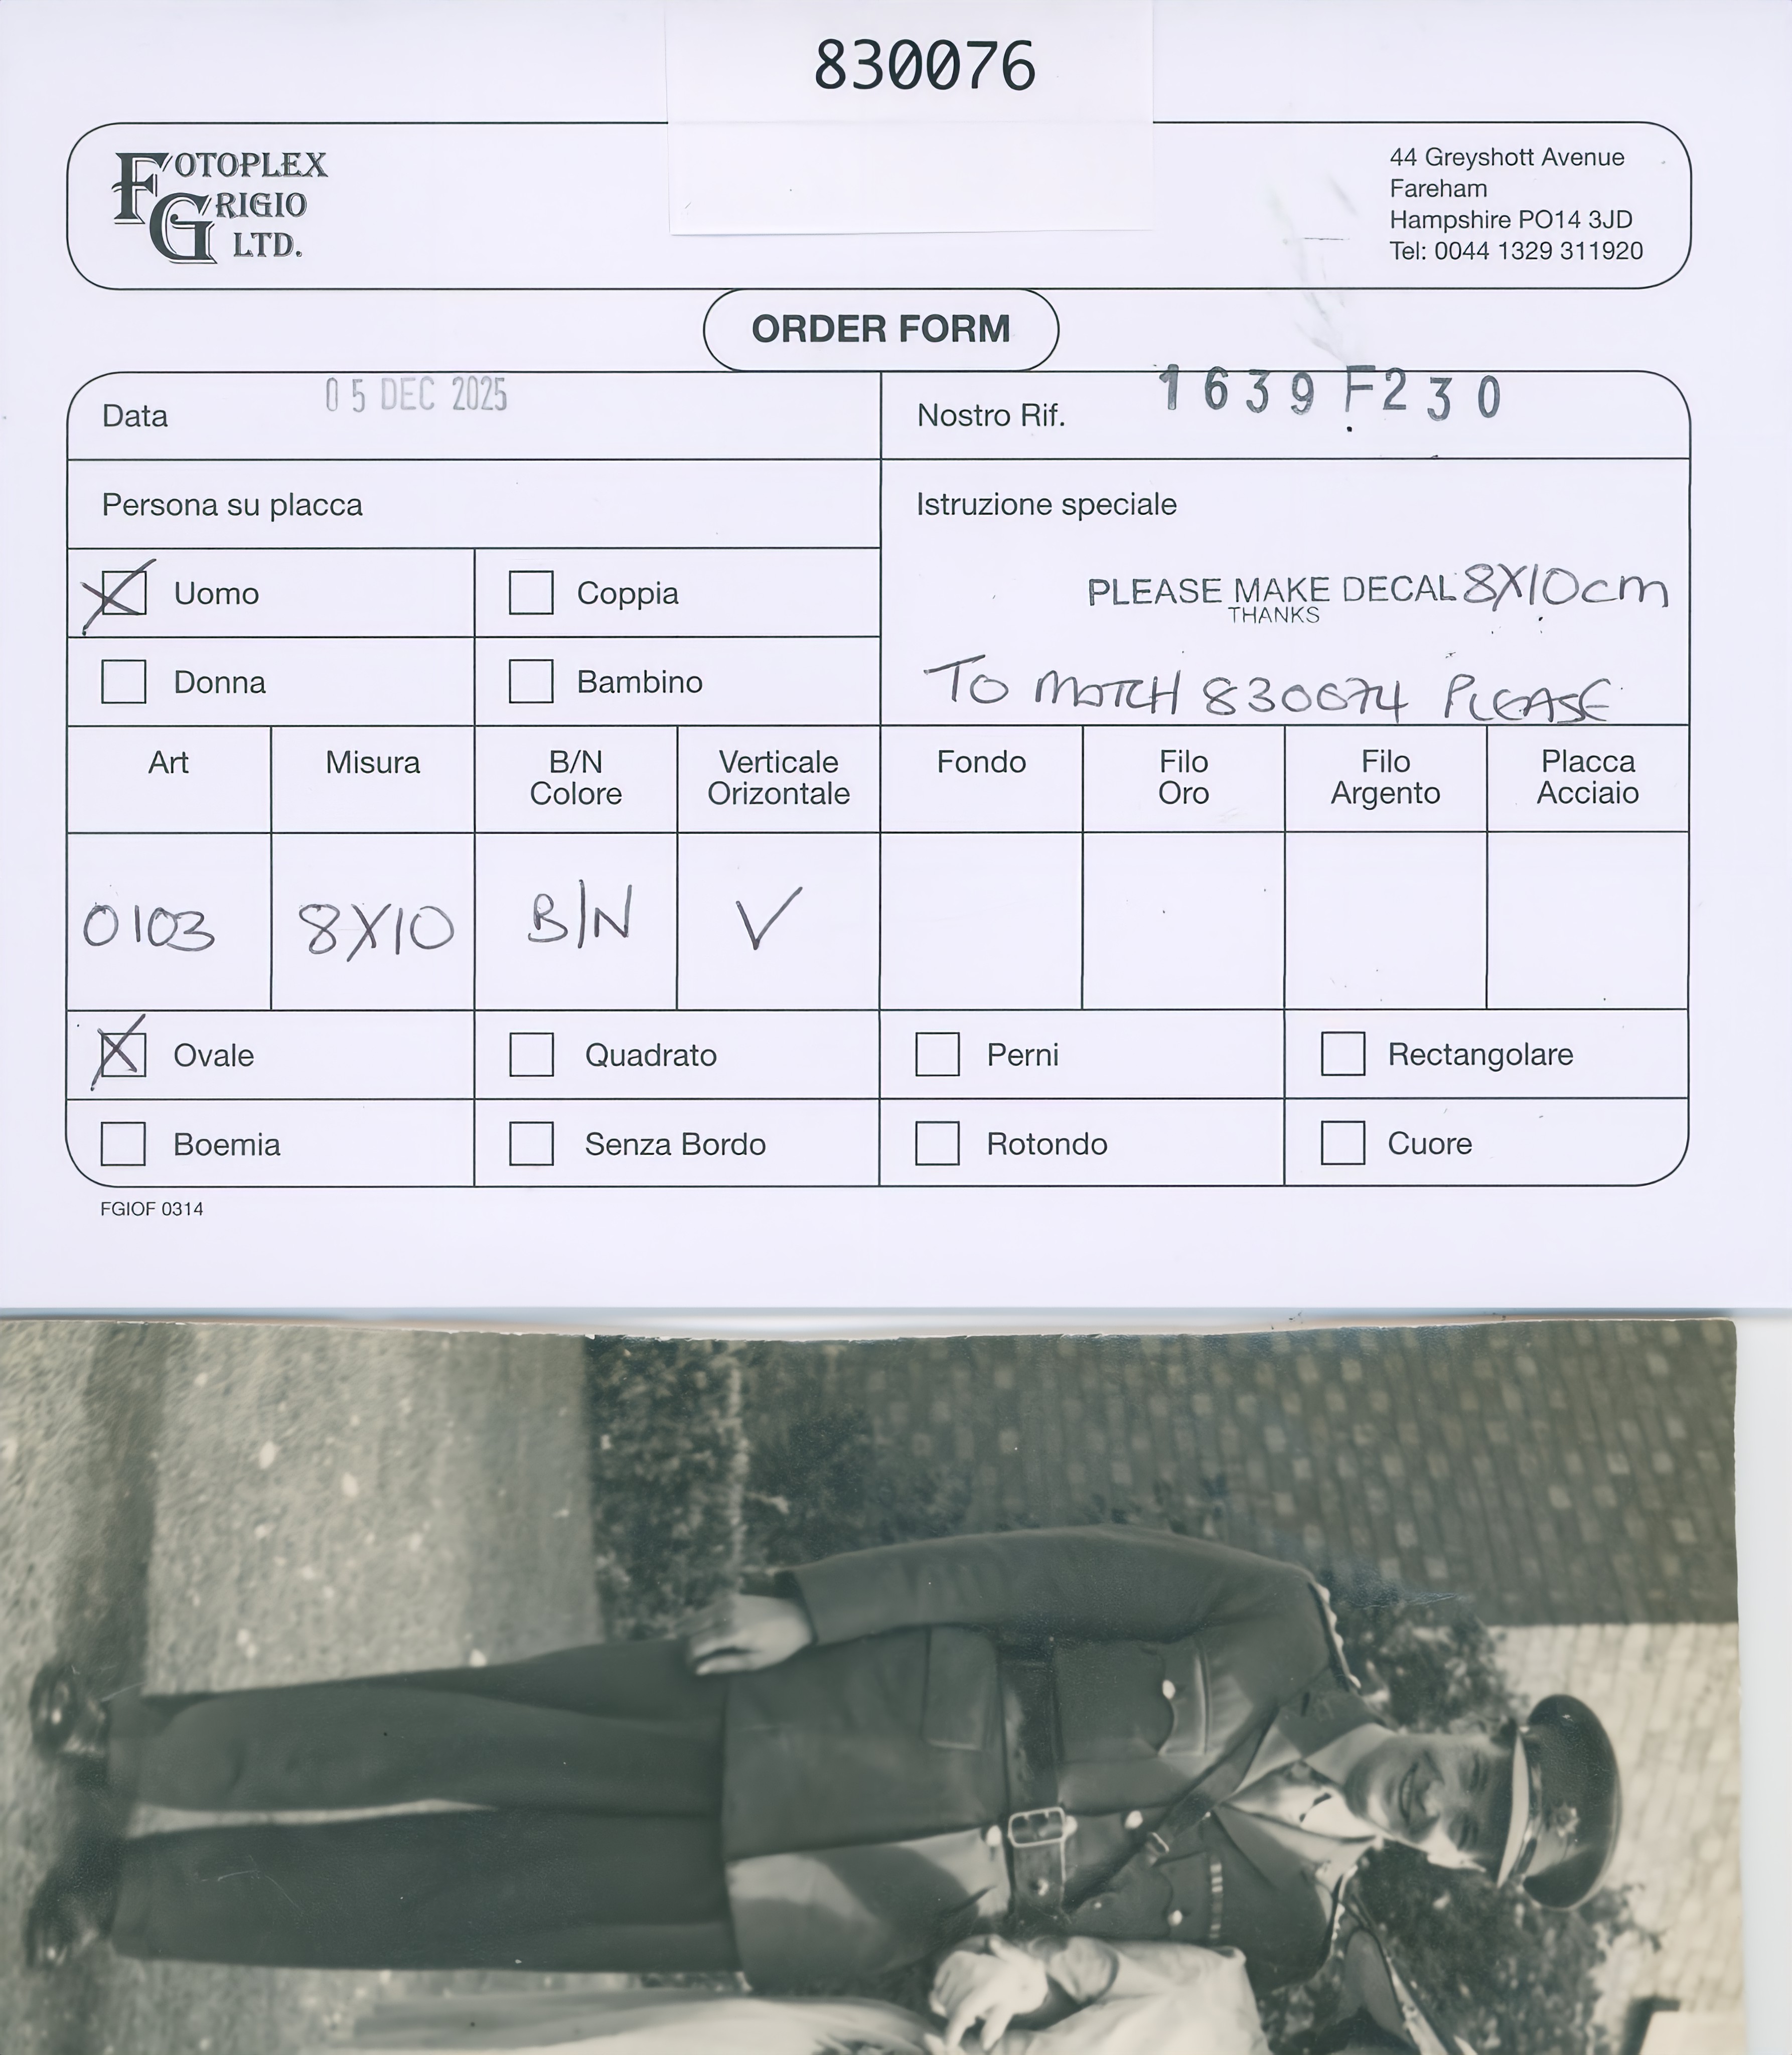 830076
FOTOPLEX
GRIGIO
LTD.
44 Greyshott Avenue
Fareham
Hampshire PO14 3JD
Tel: 0044 1329 311920
ORDER FORM
Data 05 DEC 2025
Nostro Rif. 1639 F230
Persona su placca
Istruzione speciale
Uomo
Coppia
PLEASE MAKE DECAL 8X10cm
THANKS
Donna
Bambino
TO MATCH 830074 PLEASE
Art
Misura
B/N
Colore
Verticale
Orizontale
Fondo
Filo
Oro
Filo
Argento
Placca
Acciaio
0103
8X10
B/N
V
Ovale
Quadrato
Perni
Rectangolare
Boemia
Senza Bordo
Rotondo
Cuore
FGIOF 0314